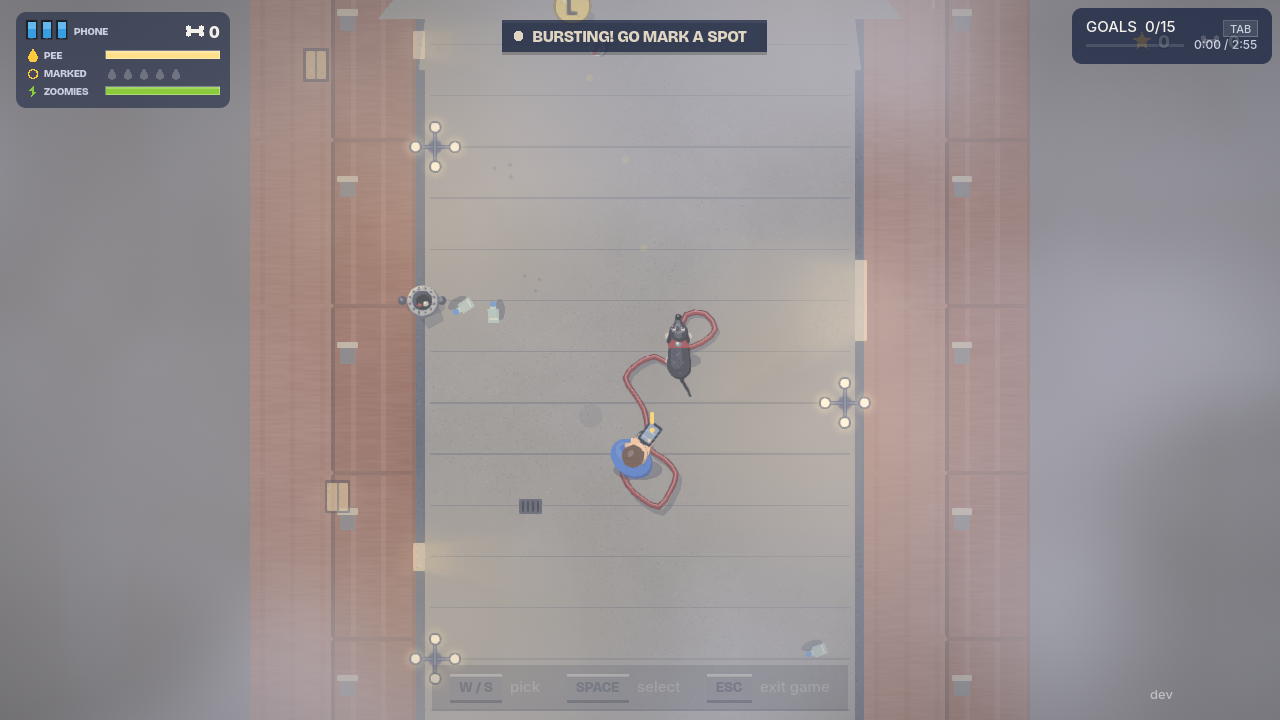 L
PHONE 0
PEE
MARKED
ZOOMIES
BURSTING! GO MARK A SPOT
GOALS 0/15 TAB
0
0:00 / 2:55
W / S pick SPACE select ESC exit game
dev